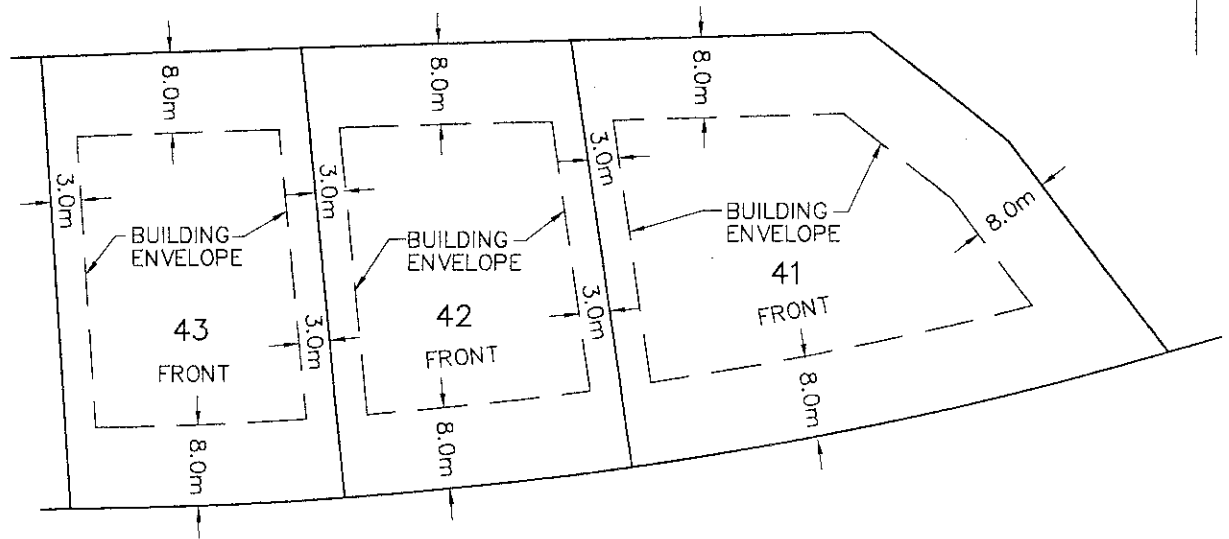 8.0m
8.0m
8.0m
3.0m
3.0m
3.0m
8.0m
BUILDING
ENVELOPE
BUILDING
ENVELOPE
BUILDING
ENVELOPE
43
FRONT
42
FRONT
41
FRONT
3.0m
3.0m
8.0m
8.0m
8.0m